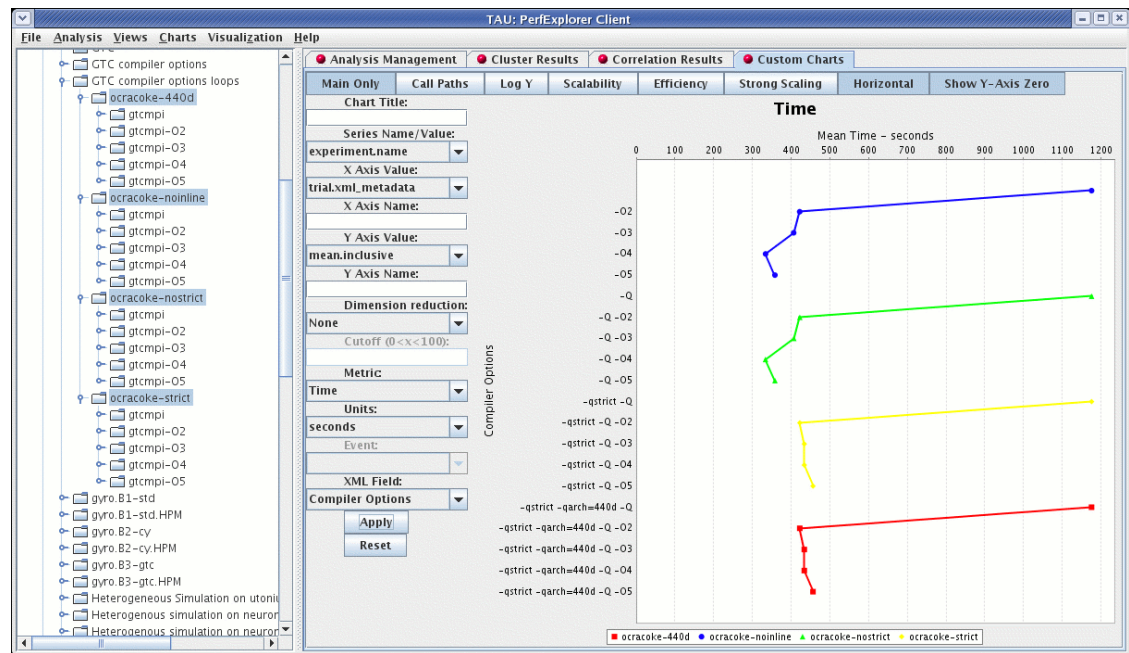 TAU: PerfExplorer Client
File Analysis Views Charts Visualization Help
GTC compiler options
GTC compiler options loops
ocracoke-440d
gtcmpi
gtcmpi-O2
gtcmpi-O3
gtcmpi-O4
gtcmpi-O5
ocracoke-noinline
gtcmpi
gtcmpi-O2
gtcmpi-O3
gtcmpi-O4
gtcmpi-O5
ocracoke-nostrict
gtcmpi
gtcmpi-O2
gtcmpi-O3
gtcmpi-O4
gtcmpi-O5
ocracoke-strict
gtcmpi
gtcmpi-O2
gtcmpi-O3
gtcmpi-O4
gtcmpi-O5
gyro.B1-std
gyro.B1-std.HPM
gyro.B2-cy
gyro.B2-cy.HPM
gyro.B3-gtc
gyro.B3-gtc.HPM
Heterogeneous Simulation on utoniu
Heterogenous simulation on neuron
Heterogenous simulation on neuron
Analysis Management Cluster Results Correlation Results Custom Charts
Main Only Call Paths Log Y Scalability Efficiency Strong Scaling Horizontal Show Y-Axis Zero
Chart Title:
Series Name/Value:
experiment.name
X Axis Value:
trial.xml_metadata
X Axis Name:
Y Axis Value:
mean.inclusive
Y Axis Name:
Dimension reduction:
None
Cutoff (0<x<100):
Metric:
Time
Units:
seconds
Event:
XML Field:
Compiler Options
Apply
Reset
Time
Mean Time - seconds
0 100 200 300 400 500 600 700 800 900 1000 1100 1200
Compiler Options
-O2
-O3
-O4
-O5
-Q
-Q -O2
-Q -O3
-Q -O4
-Q -O5
-qstrict -Q
-qstrict -Q -O2
-qstrict -Q -O3
-qstrict -Q -O4
-qstrict -Q -O5
-qstrict -qarch=440d -Q
-qstrict -qarch=440d -Q -O2
-qstrict -qarch=440d -Q -O3
-qstrict -qarch=440d -Q -O4
-qstrict -qarch=440d -Q -O5
ocracoke-440d ocracoke-noinline ocracoke-nostrict ocracoke-strict